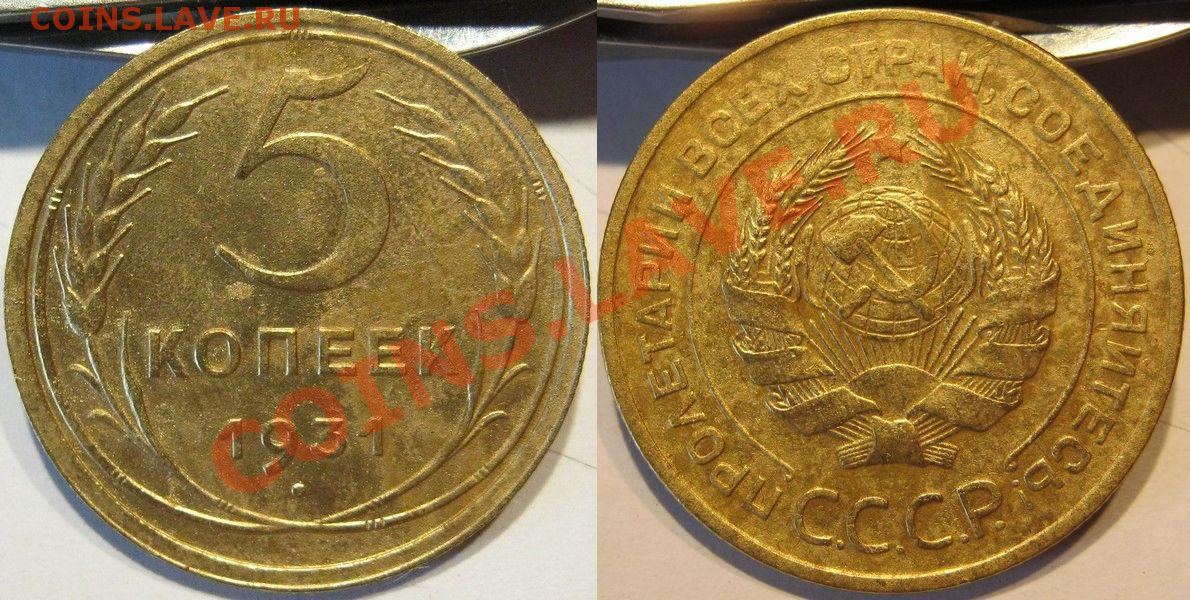 COINS.LAVE.RU
5
КОПЕЕК
1931
ПРОЛЕТАРИИ ВСЕХ СТРАН, СОЕДИНЯЙТЕСЬ!
С.С.С.Р.
COINS.LAVE.RU